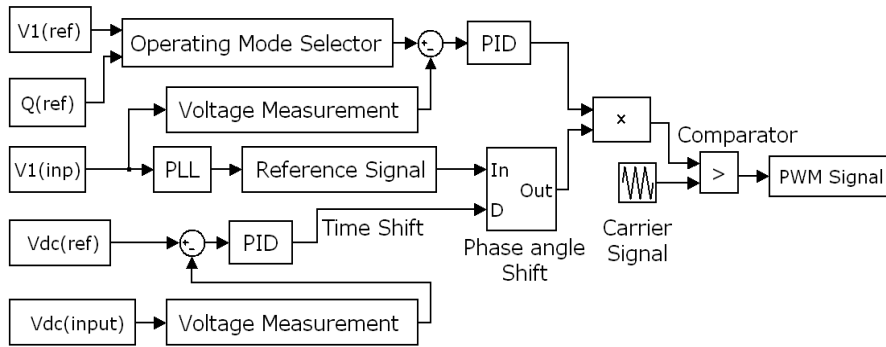 V1(ref)
Operating Mode Selector
+
-
PID
Q(ref)
Voltage Measurement
x
Comparator
V1(inp)
PLL
Reference Signal
In
Out
D
>
PWM Signal
Time Shift
Phase angle
Shift
Carrier
Signal
Vdc(ref)
+
-
PID
Vdc(input)
Voltage Measurement